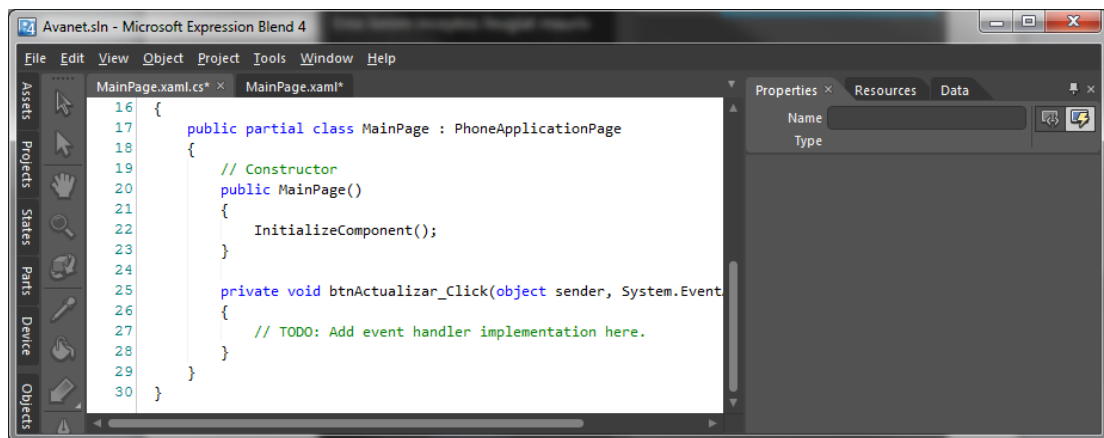 Avanet.sln - Microsoft Expression Blend 4
File Edit View Object Project Tools Window Help
Assets
Projects
States
Parts
Device
Objects
MainPage.xaml.cs* × MainPage.xaml*
16 {
17 public partial class MainPage : PhoneApplicationPage
18 {
19 // Constructor
20 public MainPage()
21 {
22 InitializeComponent();
23 }
24
25 private void btnActualizar_Click(object sender, System.Event
26 {
27 // TODO: Add event handler implementation here.
28 }
29 }
30 }
Properties × Resources Data
Name
Type